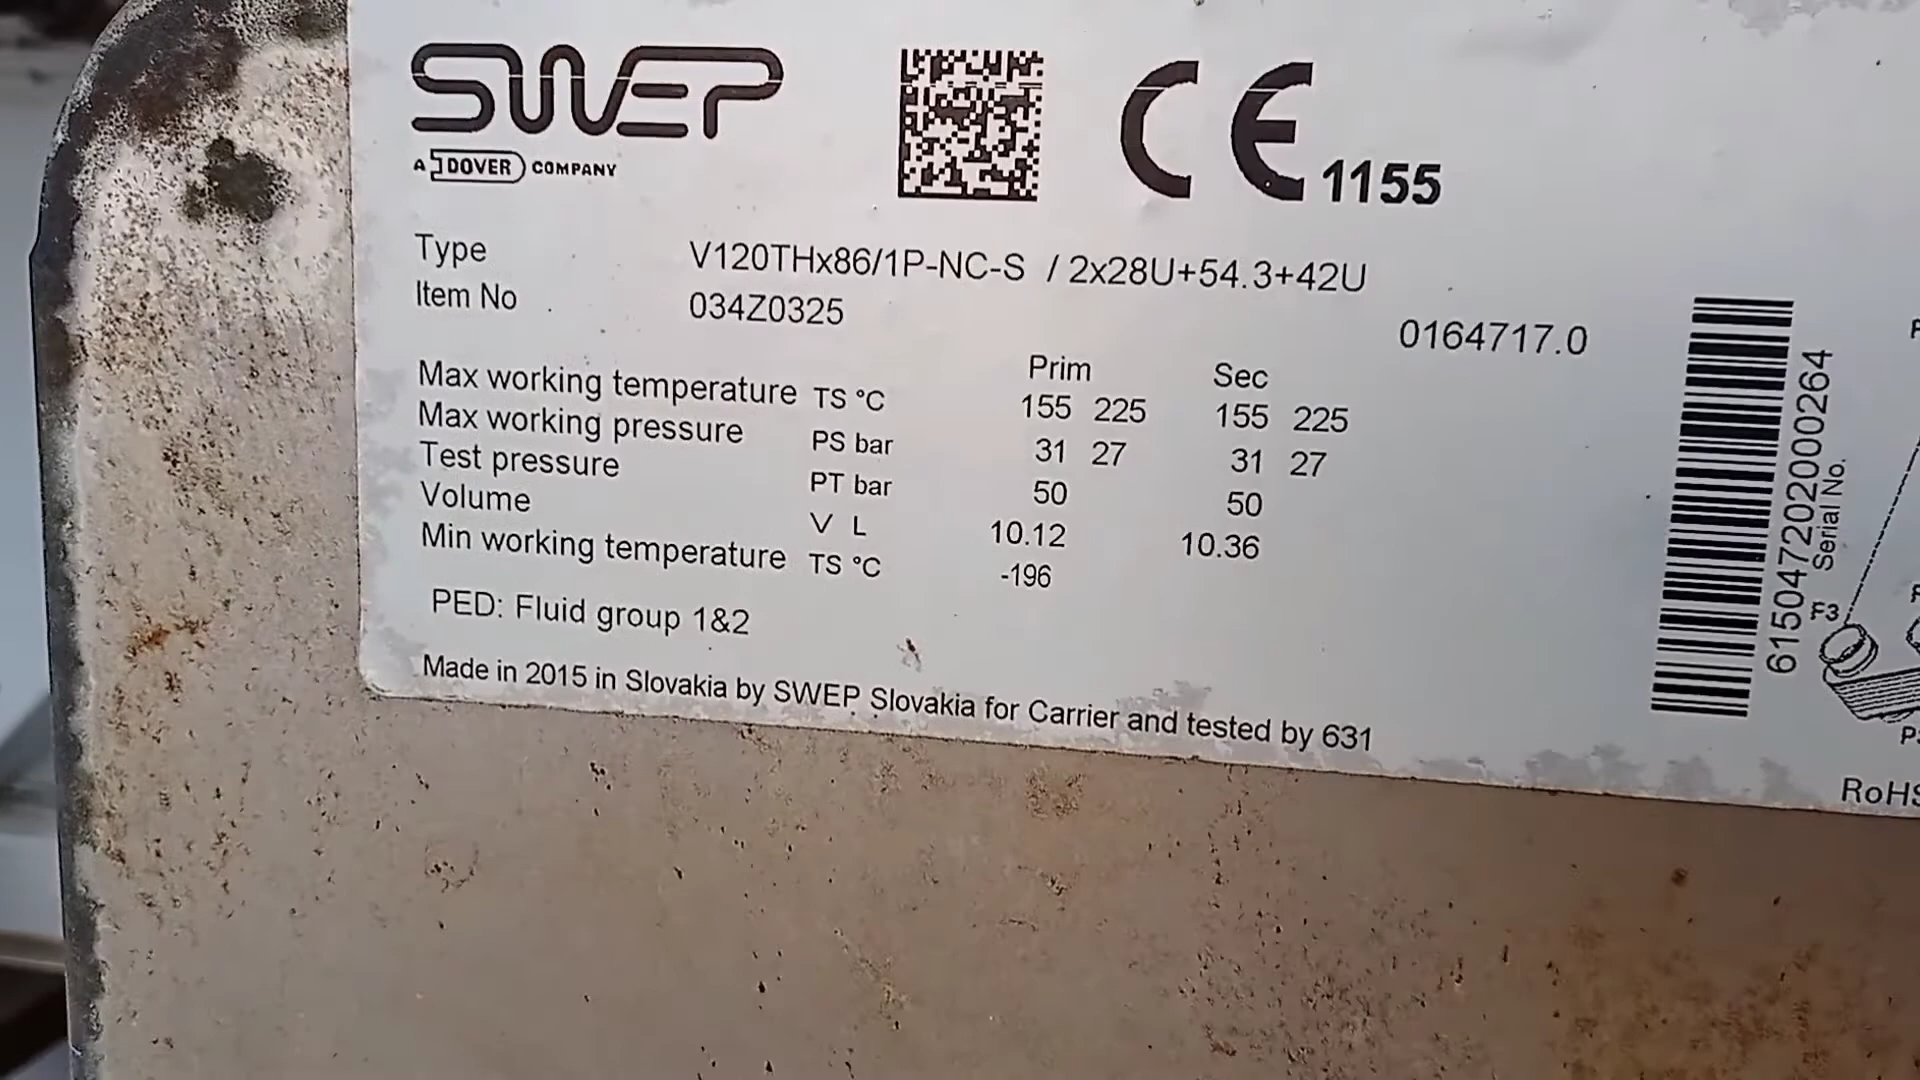 SWEP
A DOVER COMPANY
CE 1155
Type V120THx86/1P-NC-S / 2x28U+54.3+42U
Item No 034Z0325
0164717.0
Prim Sec
Max working temperature TS °C 155 225 155 225
Max working pressure PS bar 31 27 31 27
Test pressure PT bar 50 50
Volume V L 10.12 10.36
Min working temperature TS °C -196
PED: Fluid group 1&2
Made in 2015 in Slovakia by SWEP Slovakia for Carrier and tested by 631
61504720202000264
Serial No.
F3
RoHS